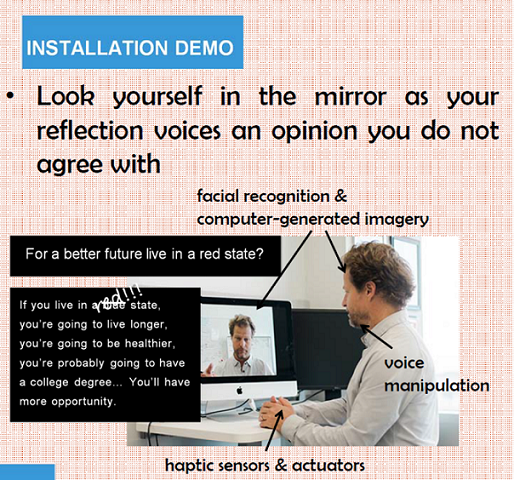 INSTALLATION DEMO
• Look yourself in the mirror as your
reflection voices an opinion you do not
agree with
facial recognition &
computer-generated imagery
For a better future live in a red state?
red!!!
If you live in a state,
you're going to live longer,
you're going to be healthier,
you're probably going to have
a college degree... You'll have
more opportunity.
voice
manipulation
haptic sensors & actuators